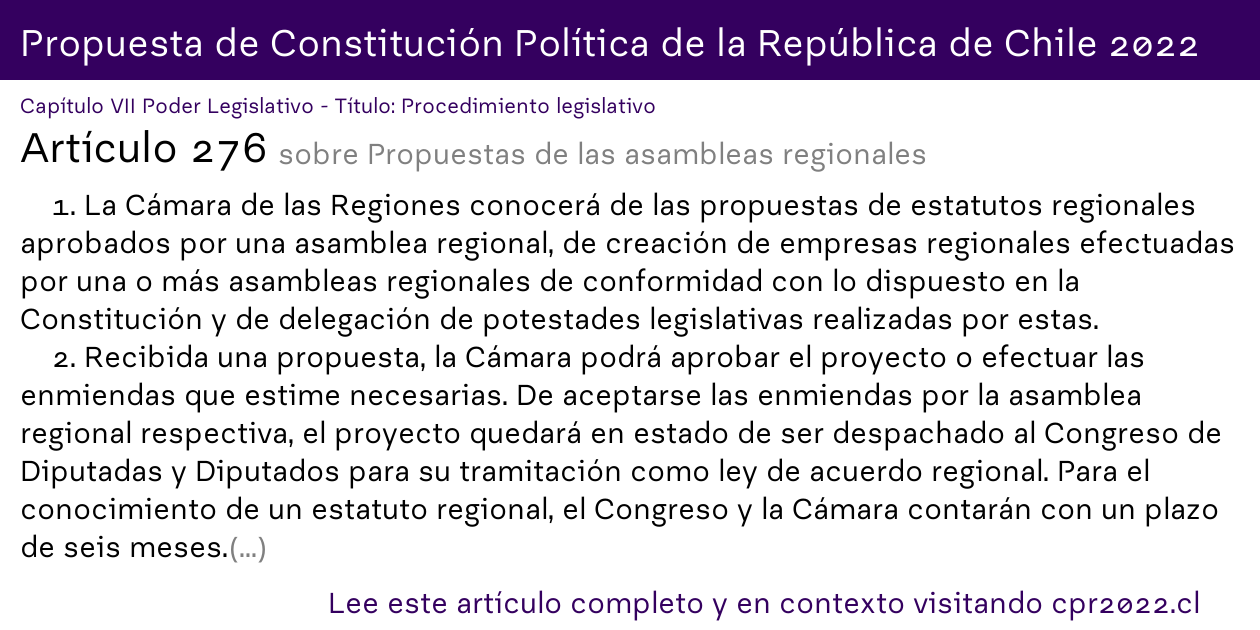 Propuesta de Constitución Política de la República de Chile 2022
Capítulo VII Poder Legislativo - Título: Procedimiento legislativo
Artículo 276 sobre Propuestas de las asambleas regionales
1. La Cámara de las Regiones conocerá de las propuestas de estatutos regionales
aprobados por una asamblea regional, de creación de empresas regionales efectuadas
por una o más asambleas regionales de conformidad con lo dispuesto en la
Constitución y de delegación de potestades legislativas realizadas por estas.
2. Recibida una propuesta, la Cámara podrá aprobar el proyecto o efectuar las
enmiendas que estime necesarias. De aceptarse las enmiendas por la asamblea
regional respectiva, el proyecto quedará en estado de ser despachado al Congreso de
Diputadas y Diputados para su tramitación como ley de acuerdo regional. Para el
conocimiento de un estatuto regional, el Congreso y la Cámara contarán con un plazo
de seis meses.(...)
Lee este artículo completo y en contexto visitando cpr2022.cl